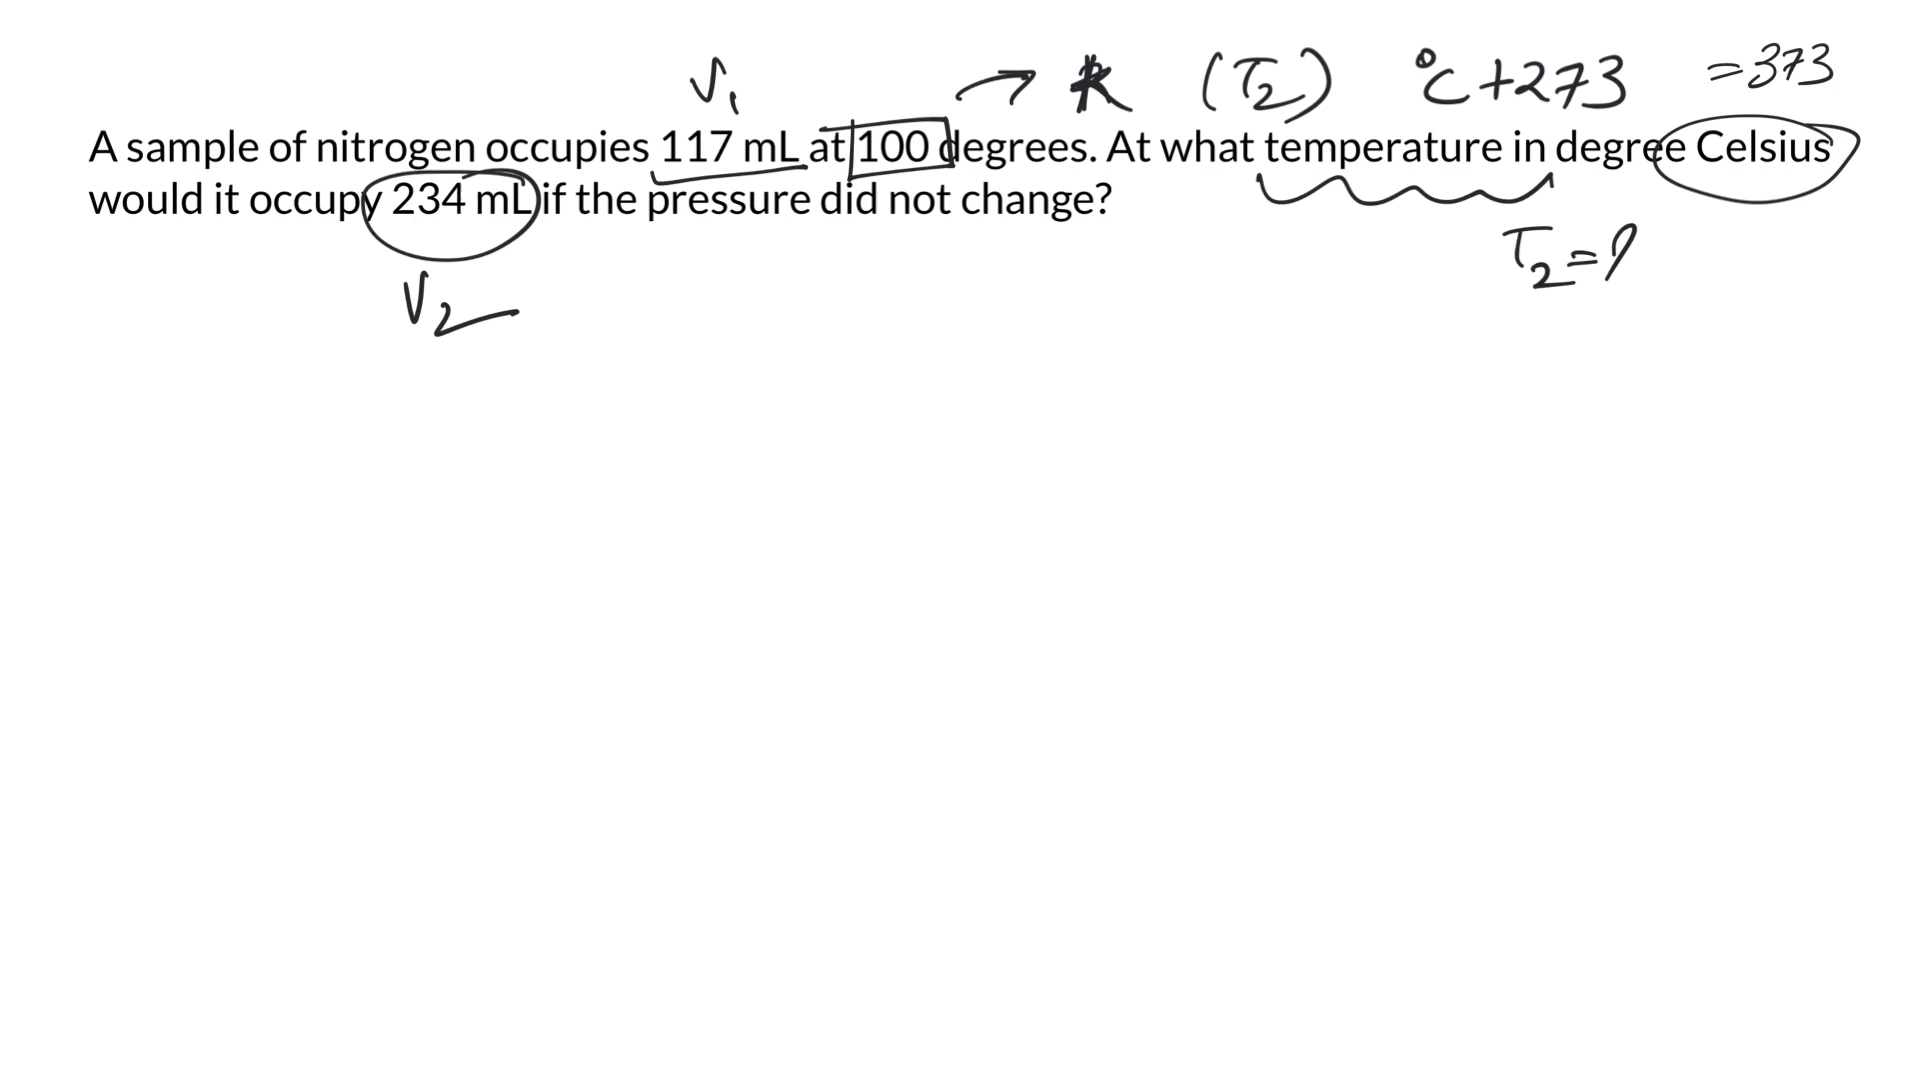 V₁ → K (T₂) °C +273 =373
A sample of nitrogen occupies 117 mL at 100 degrees. At what temperature in degree Celsius
would it occupy 234 mL if the pressure did not change?
T₂=?
V₂